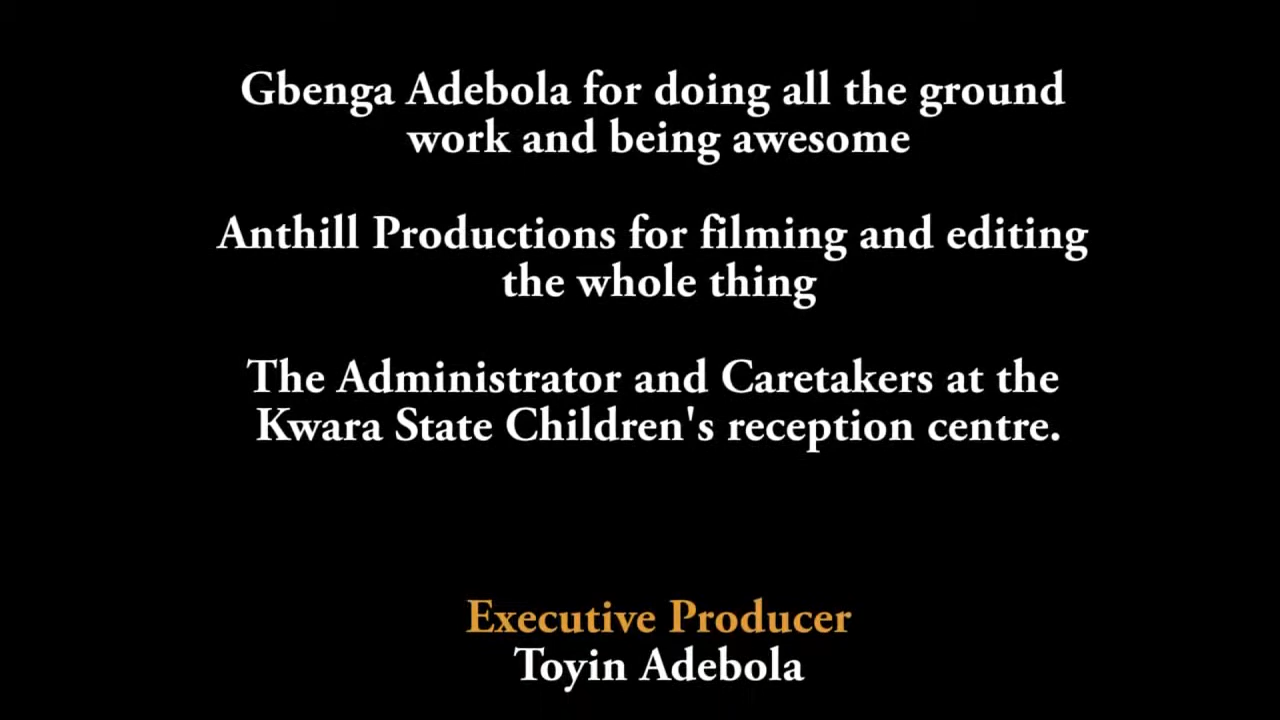 Gbenga Adebola for doing all the ground
work and being awesome
Anthill Productions for filming and editing
the whole thing
The Administrator and Caretakers at the
Kwara State Children's reception centre.
Executive Producer
Toyin Adebola